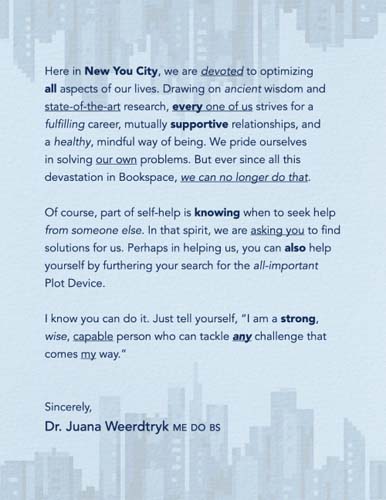 Here in New You City, we are devoted to optimizing
all aspects of our lives. Drawing on ancient wisdom and
state-of-the-art research, every one of us strives for a
fulfilling career, mutually supportive relationships, and
a healthy, mindful way of being. We pride ourselves
in solving our own problems. But ever since all this
devastation in Bookspace, we can no longer do that.
Of course, part of self-help is knowing when to seek help
from someone else. In that spirit, we are asking you to find
solutions for us. Perhaps in helping us, you can also help
yourself by furthering your search for the all-important
Plot Device.
I know you can do it. Just tell yourself, “I am a strong,
wise, capable person who can tackle any challenge that
comes my way.“
Sincerely,
Dr. Juana Weerdtryk ME DO BS